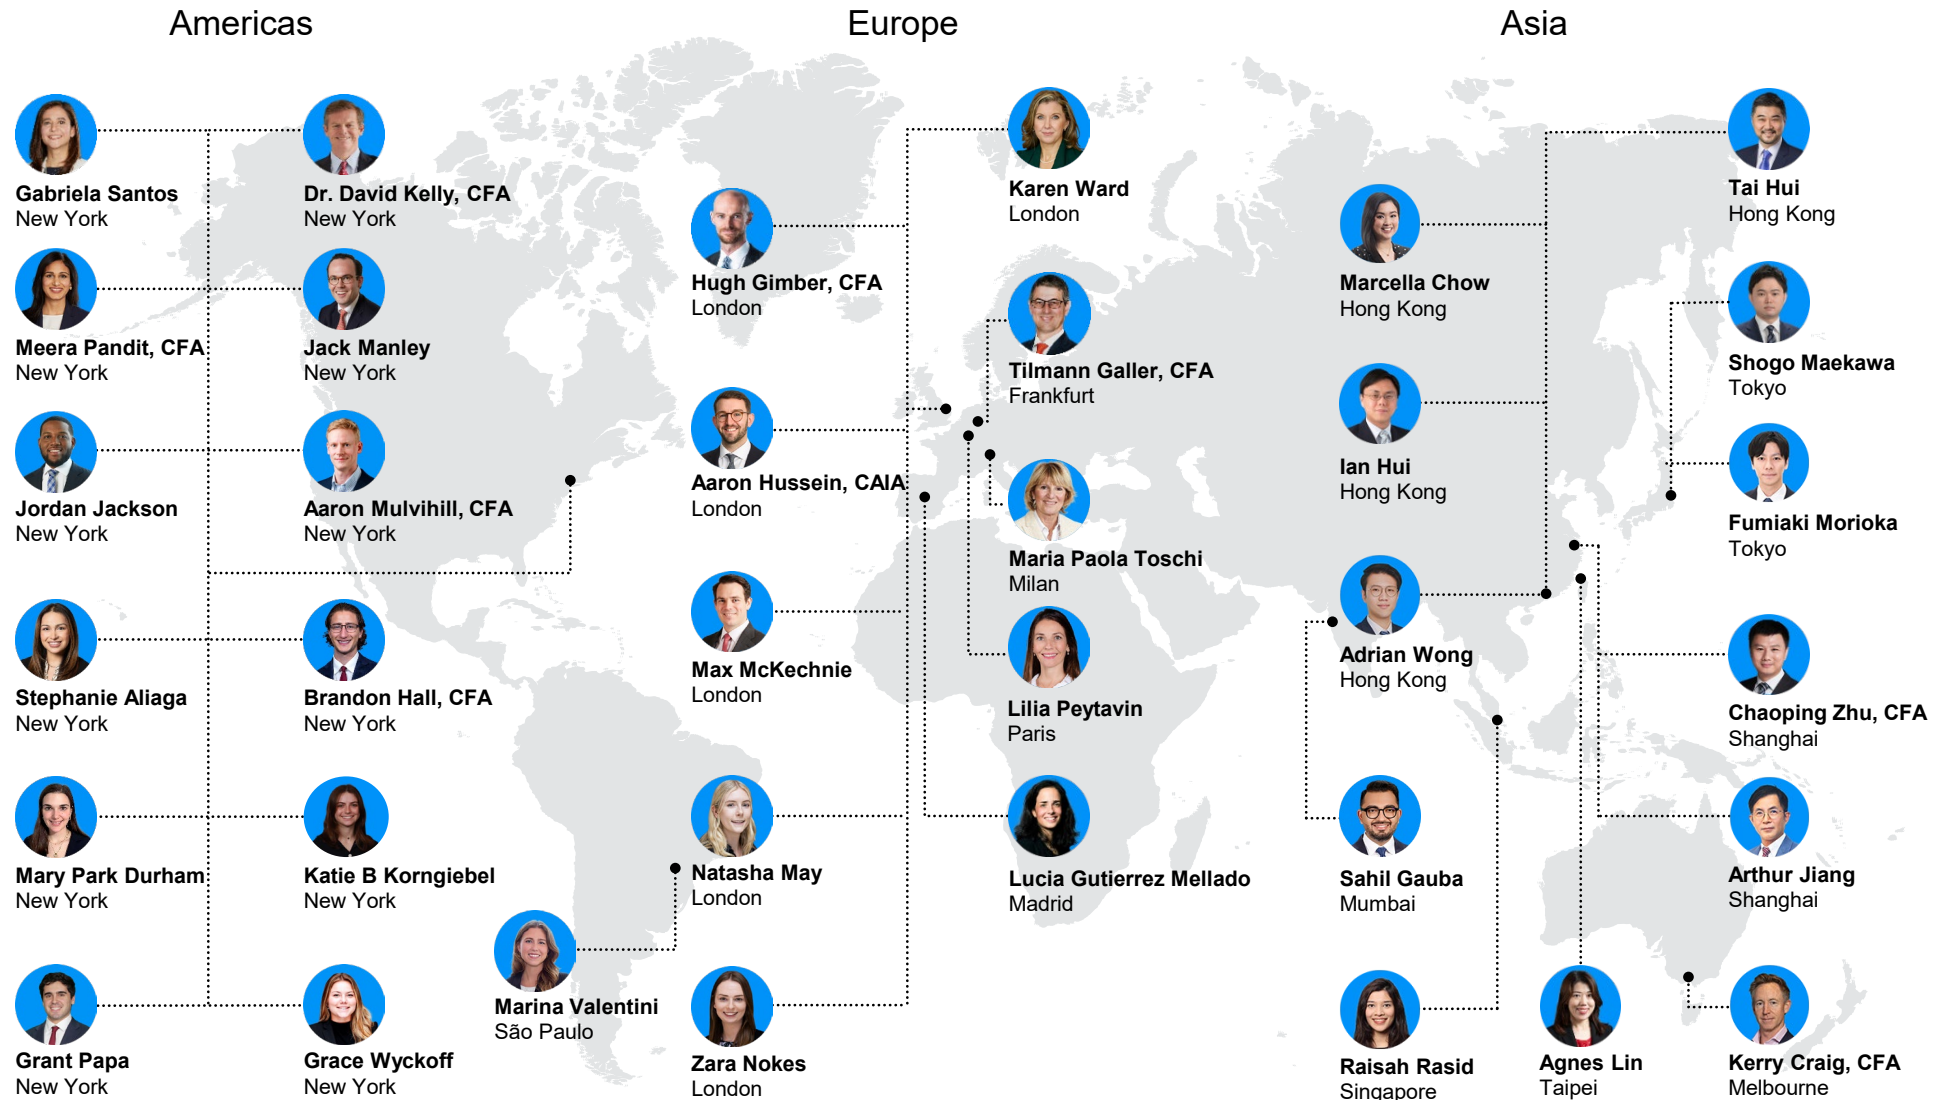 Americas
Europe
Asia
Gabriela Santos
New York
Dr. David Kelly, CFA
New York
Meera Pandit, CFA
New York
Jack Manley
New York
Jordan Jackson
New York
Aaron Mulvihill, CFA
New York
Stephanie Aliaga
New York
Brandon Hall, CFA
New York
Mary Park Durham
New York
Katie B Korngiebel
New York
Grant Papa
New York
Grace Wyckoff
New York
Marina Valentini
São Paulo
Karen Ward
London
Hugh Gimber, CFA
London
Tilmann Galler, CFA
Frankfurt
Aaron Hussein, CAIA
London
Maria Paola Toschi
Milan
Max McKechnie
London
Lilia Peytavin
Paris
Natasha May
London
Lucia Gutierrez Mellado
Madrid
Zara Nokes
London
Tai Hui
Hong Kong
Marcella Chow
Hong Kong
Shogo Maekawa
Tokyo
Ian Hui
Hong Kong
Fumiaki Morioka
Tokyo
Adrian Wong
Hong Kong
Chaoping Zhu, CFA
Shanghai
Sahil Gauba
Mumbai
Arthur Jiang
Shanghai
Raisah Rasid
Singapore
Agnes Lin
Taipei
Kerry Craig, CFA
Melbourne